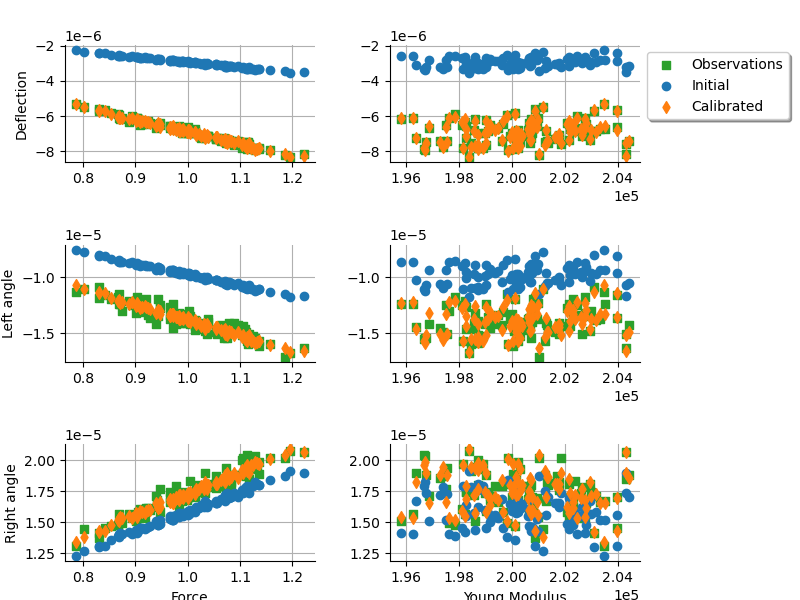 1e−6
−2
−4
−6
−8
Deflection
0.8 0.9 1.0 1.1 1.2
1e−6
−2
−4
−6
−8
1.96 1.98 2.00 2.02 2.04
1e5
Observations
Initial
Calibrated
1e−5
−1.0
−1.5
Left angle
0.8 0.9 1.0 1.1 1.2
1e−5
−1.0
−1.5
1.96 1.98 2.00 2.02 2.04
1e5
1e−5
2.00
1.75
1.50
1.25
Right angle
0.8 0.9 1.0 1.1 1.2
Force
1e−5
2.00
1.75
1.50
1.25
1.96 1.98 2.00 2.02 2.04
1e5
Young Modulus